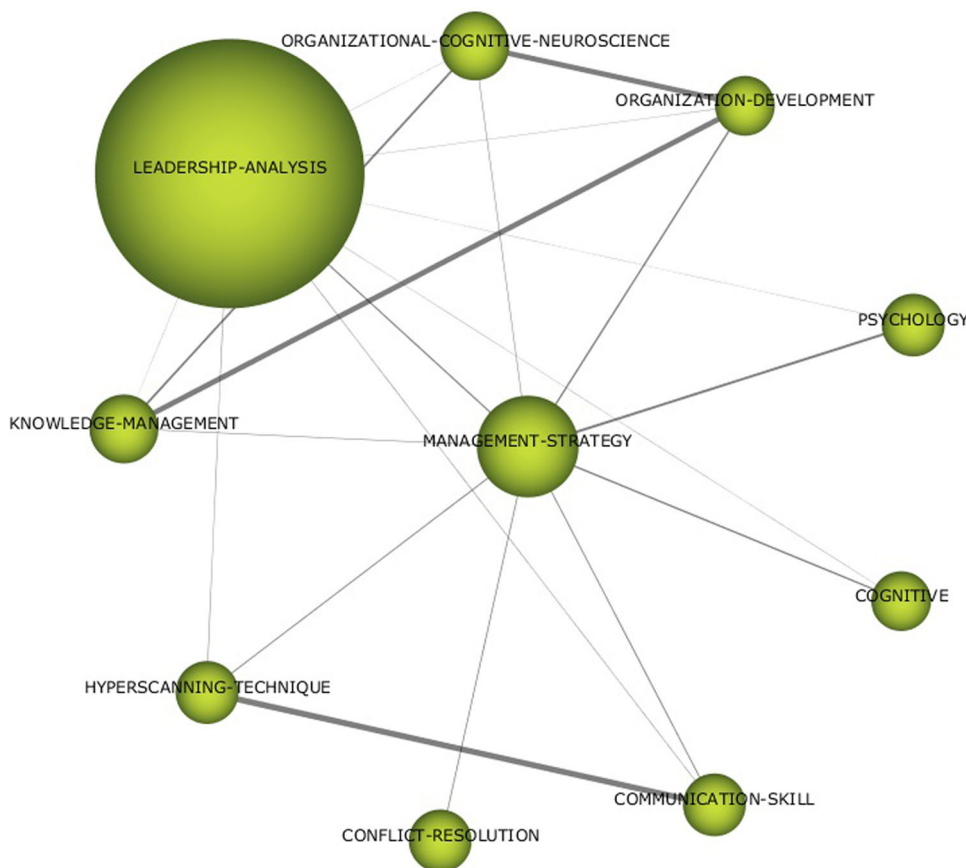 ORGANIZATIONAL-COGNITIVE-NEUROSCIENCE
ORGANIZATION-DEVELOPMENT
LEADERSHIP-ANALYSIS
PSYCHOLOGY
KNOWLEDGE-MANAGEMENT
MANAGEMENT-STRATEGY
COGNITIVE
HYPERSCANNING-TECHNIQUE
COMMUNICATION-SKILL
CONFLICT-RESOLUTION